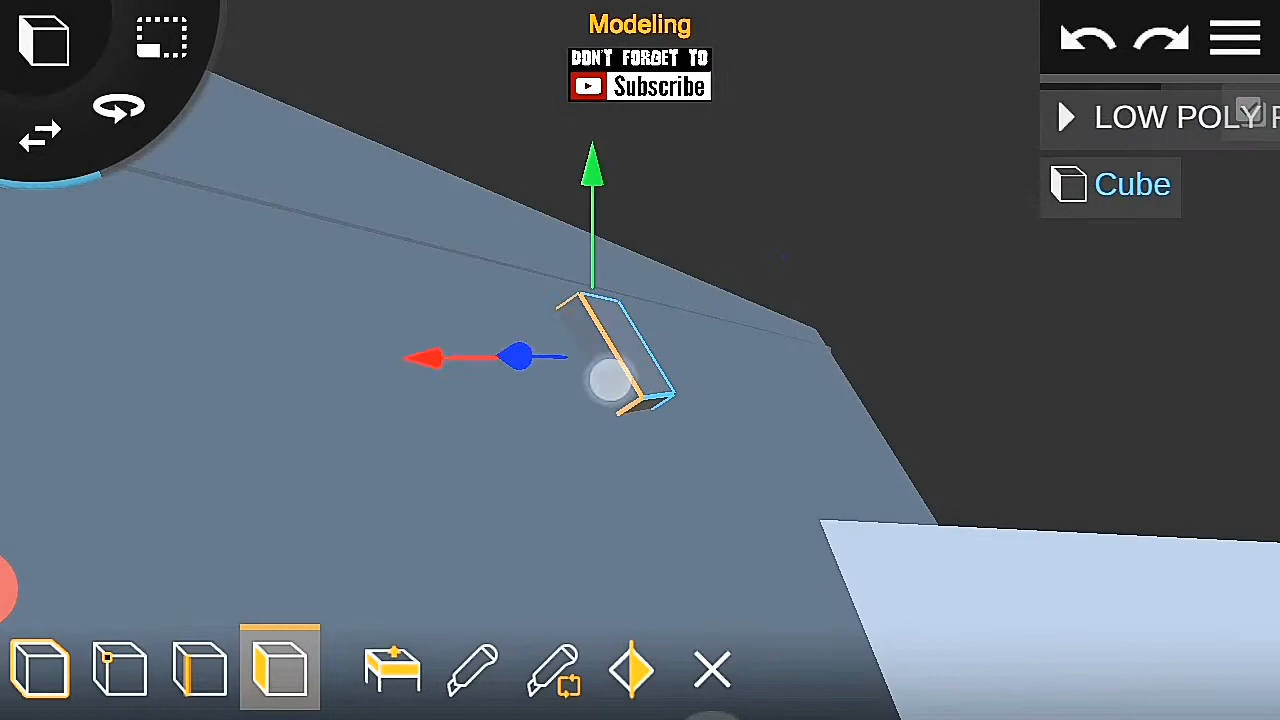 Modeling
DON'T FORGET TO
Subscribe
LOW POLY
Cube